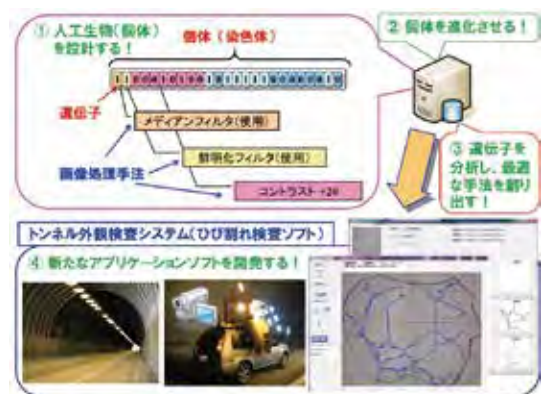 ① 人工生物(個体)
を設計する！
個体（染色体）
遺伝子
メディアンフィルタ(使用)
画像処理手法
鮮明化フィルタ(使用)
コントラスト +20
② 個体を進化させる！
③ 遺伝子を
分析し、最適
な手法を創り
出す！
トンネル外観検査システム(ひび割れ検査ソフト)
④ 新たなアプリケーションソフトを開発する！